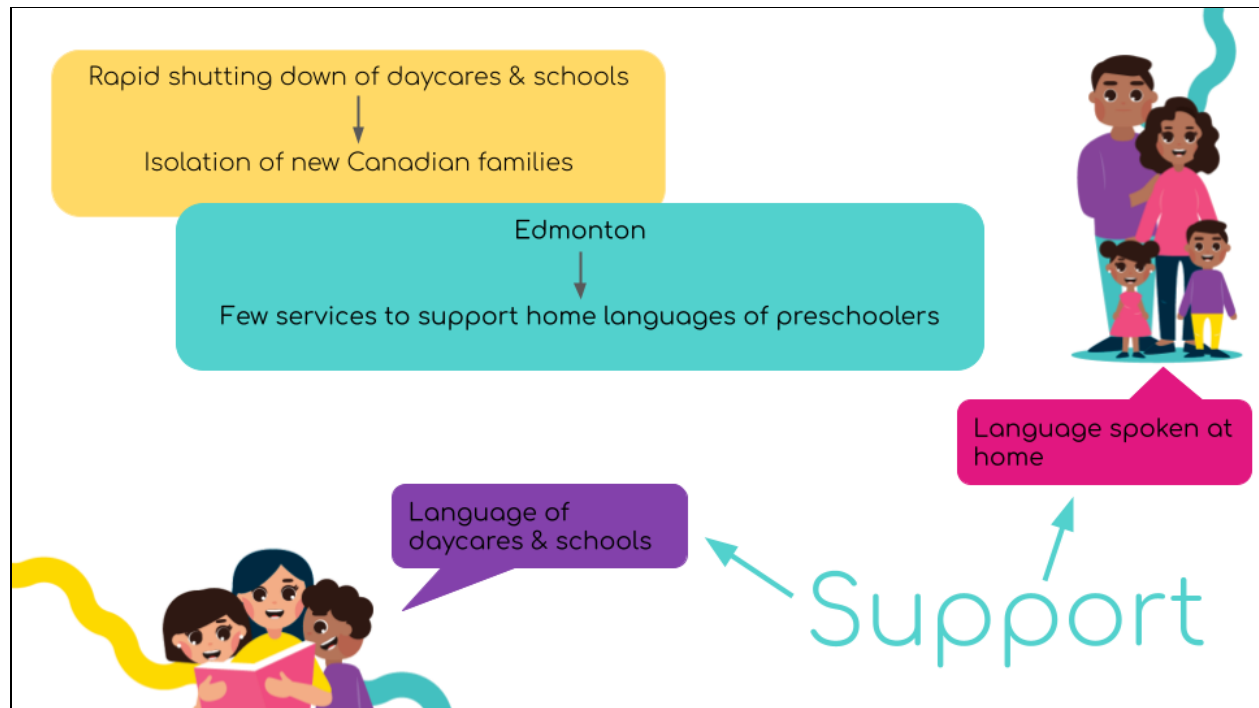 Rapid shutting down of daycares & schools
Isolation of new Canadian families
Edmonton
Few services to support home languages of preschoolers
Language spoken at
home
Language of
daycares & schools
Support